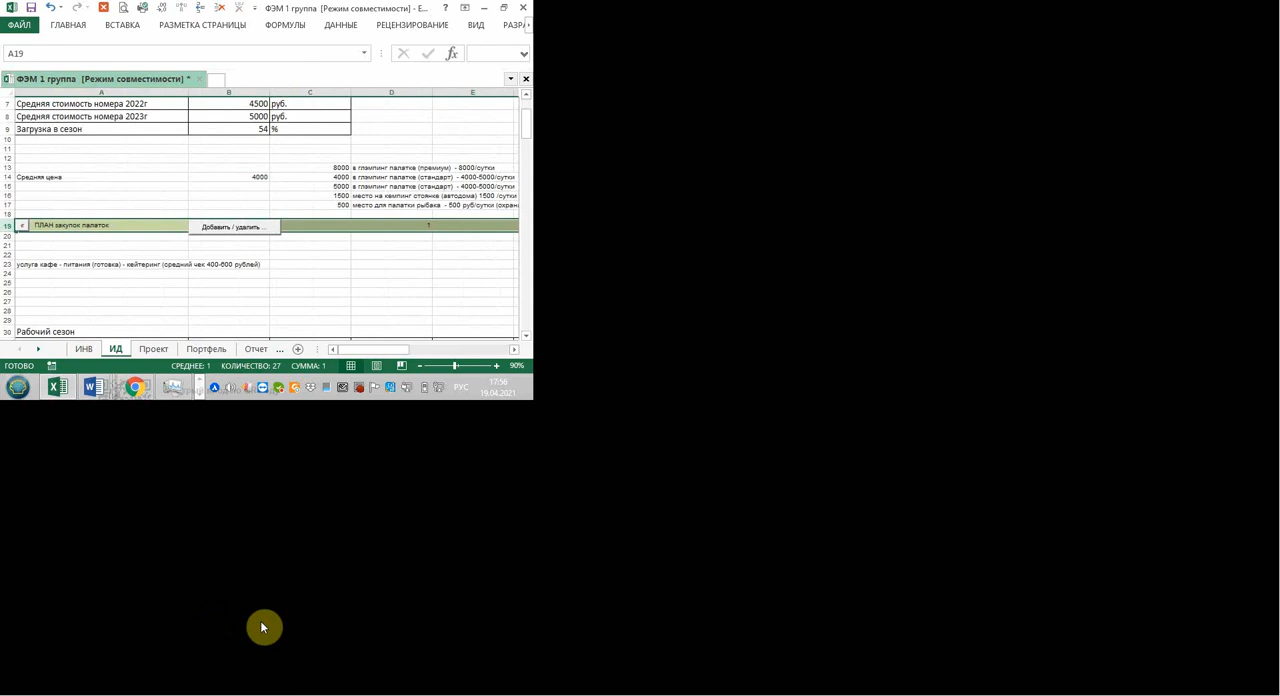 ФЭМ 1 группа [Режим совместимости] - E...
ФАЙЛ ГЛАВНАЯ ВСТАВКА РАЗМЕТКА СТРАНИЦЫ ФОРМУЛЫ ДАННЫЕ РЕЦЕНЗИРОВАНИЕ ВИД РАЗРА
A19 fx
ФЭМ 1 группа [Режим совместимости] *
A B C D E
7 Средняя стоимость номера 2022г 4500 руб.
8 Средняя стоимость номера 2023г 5000 руб.
9 Загрузка в сезон 54 %
10
11
12
13 8000 в глэмпинг палатке (премиум) - 8000/сутки
14 Средняя цена 4000 4000 в глэмпинг палатке (стандарт) - 4000-5000/сутки
15 5000 в глэмпинг палатке (стандарт) - 4000-5000/сутки
16 1500 место на кемпинг стоянке (автодома) 1500 /сутки
17 500 место для палатки рыбака - 500 руб/сутки (охрана
18
19 « ПЛАН закупок палаток Добавить / удалить ... 1
20
21
22
23 услуга кафе - питания (готовка) - кейтеринг (средний чек 400-600 рублей)
24
25
26
27
28
29
30 Рабочий сезон
ИНВ ИД Проект Портфель Отчет ...
ГОТОВО СРЕДНЕЕ: 1 КОЛИЧЕСТВО: 27 СУММА: 1 90%
РУС 17:56
19.04.2021